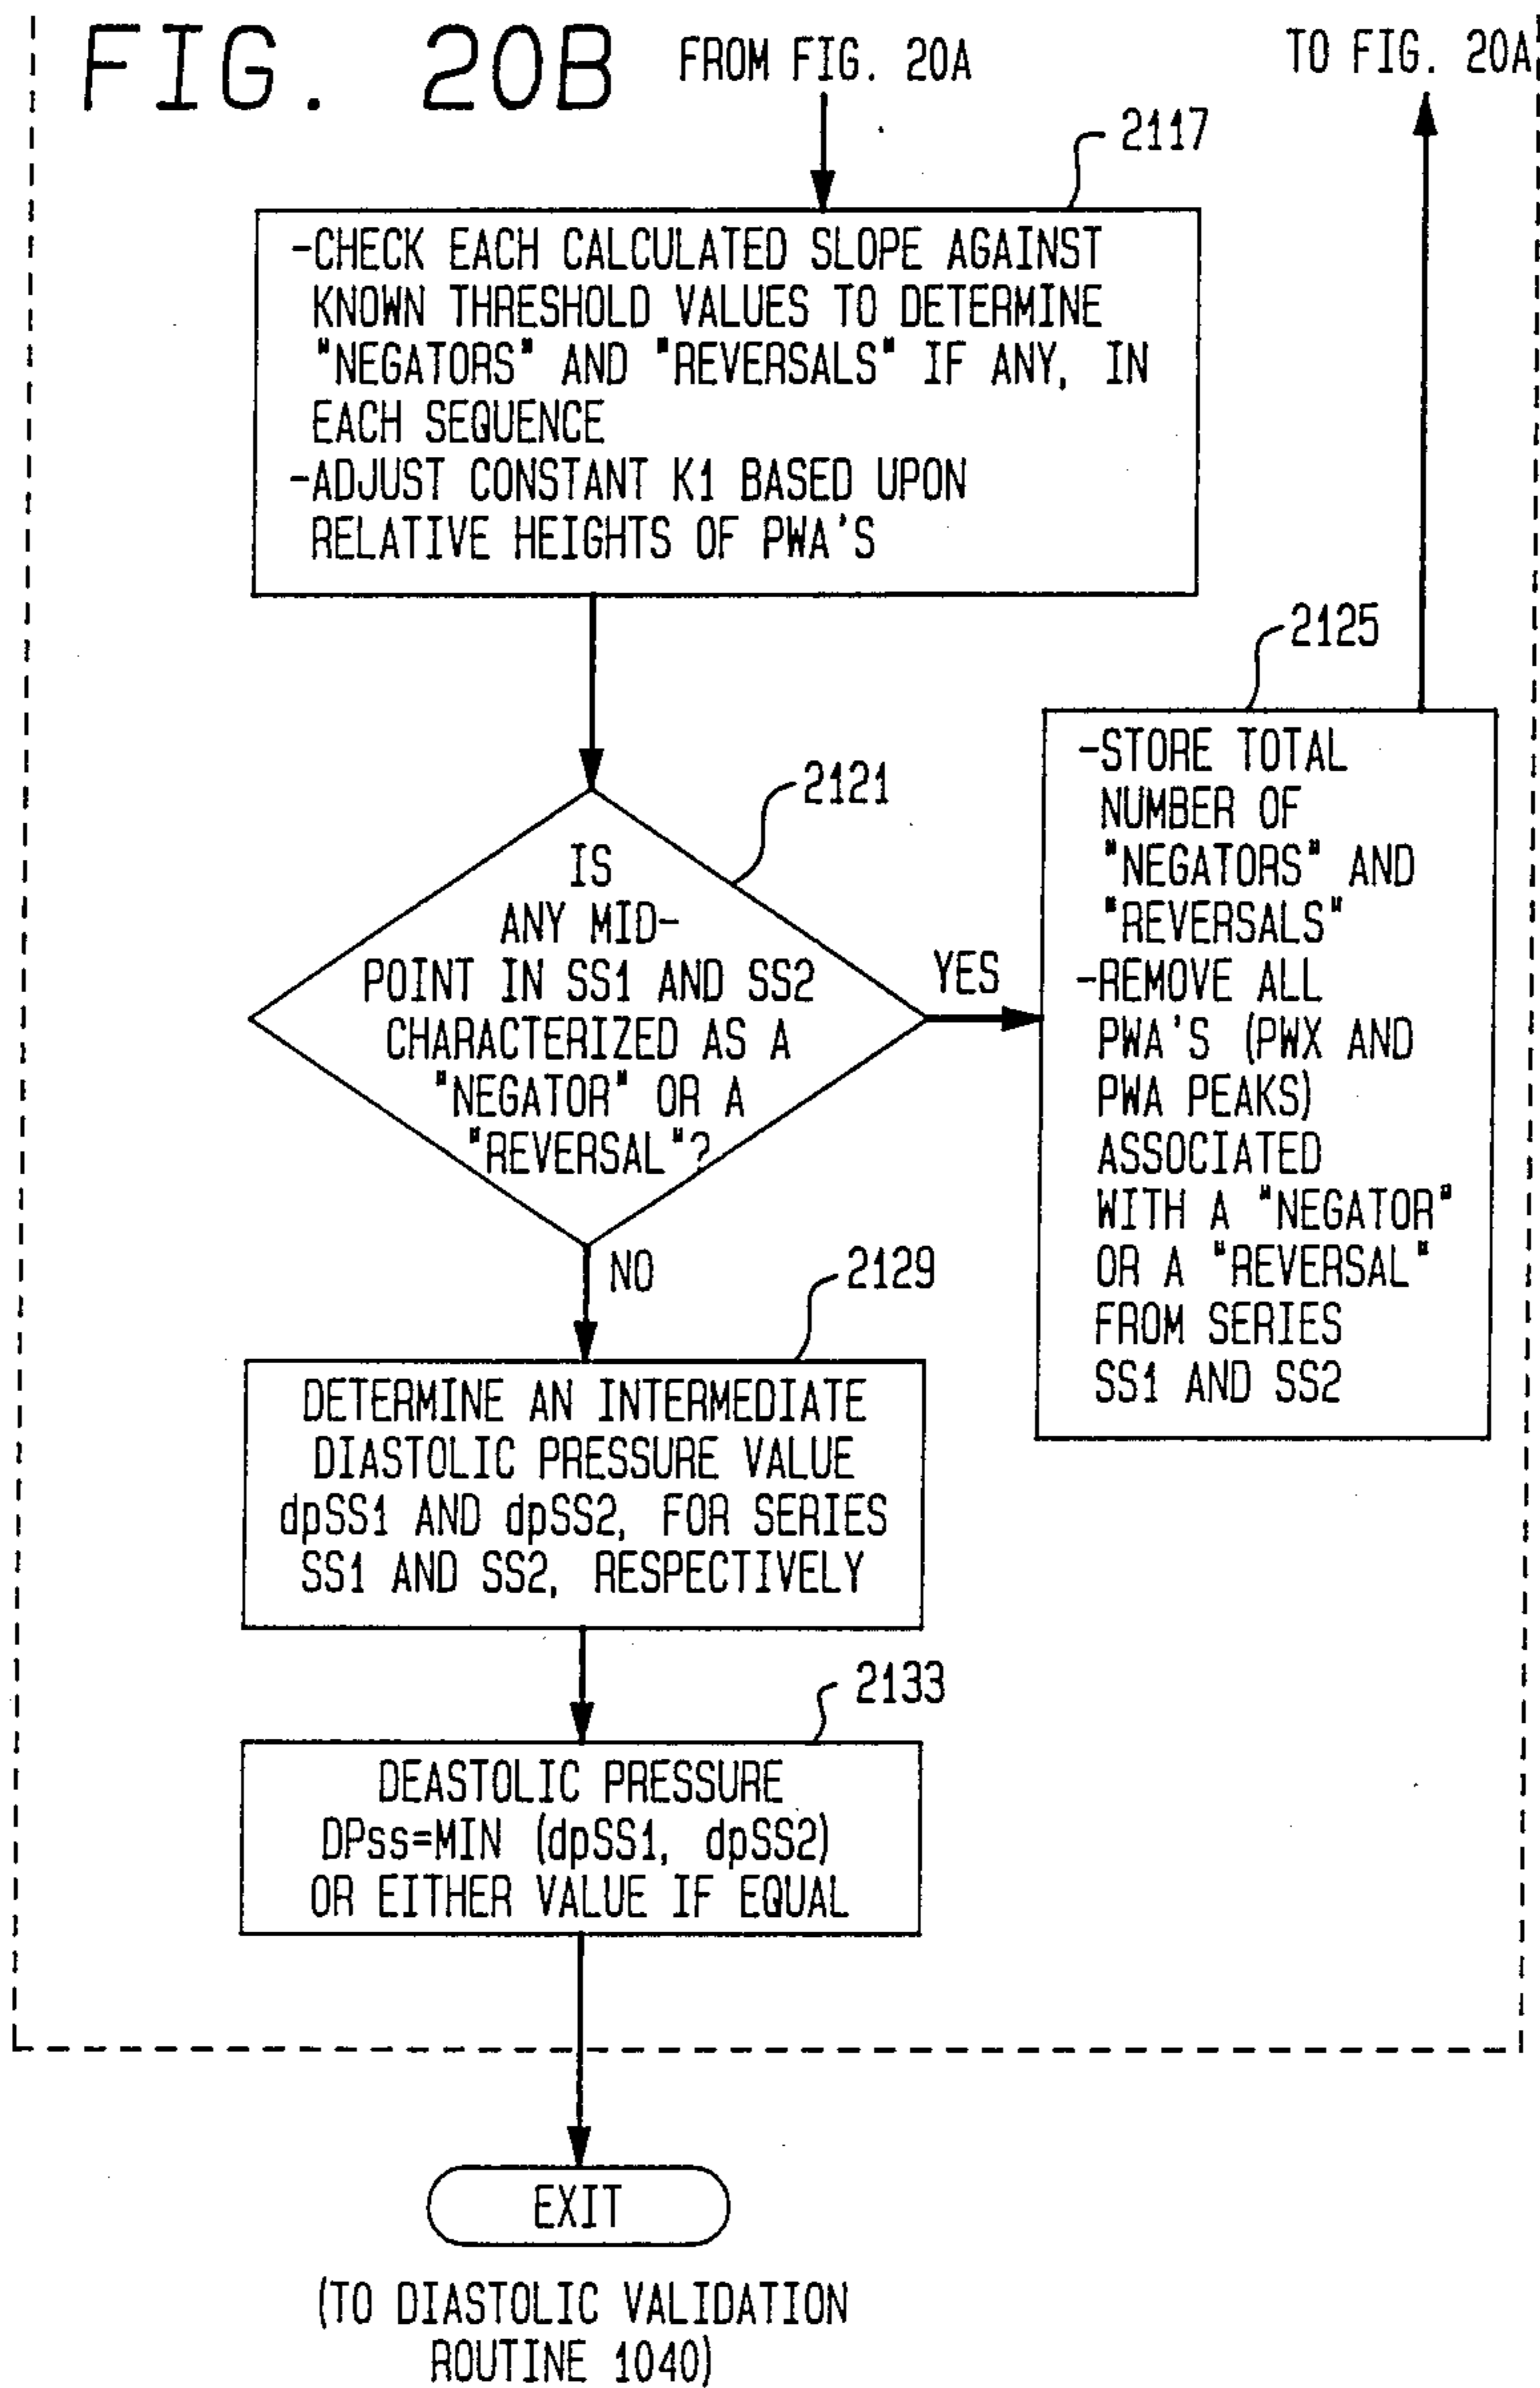 FIG. 20B
FROM FIG. 20A
TO FIG. 20A
2117
-CHECK EACH CALCULATED SLOPE AGAINST
KNOWN THRESHOLD VALUES TO DETERMINE
"NEGATORS" AND "REVERSALS" IF ANY, IN
EACH SEQUENCE
-ADJUST CONSTANT K1 BASED UPON
RELATIVE HEIGHTS OF PWA'S
2121
IS
ANY MID-
POINT IN SS1 AND SS2
CHARACTERIZED AS A
"NEGATOR" OR A
"REVERSAL"?
YES
NO
2125
-STORE TOTAL
NUMBER OF
"NEGATORS" AND
"REVERSALS"
-REMOVE ALL
PWA'S (PWX AND
PWA PEAKS)
ASSOCIATED
WITH A "NEGATOR"
OR A "REVERSAL"
FROM SERIES
SS1 AND SS2
2129
DETERMINE AN INTERMEDIATE
DIASTOLIC PRESSURE VALUE
dpSS1 AND dpSS2, FOR SERIES
SS1 AND SS2, RESPECTIVELY
2133
DEASTOLIC PRESSURE
DPss=MIN (dpSS1, dpSS2)
OR EITHER VALUE IF EQUAL
EXIT
(TO DIASTOLIC VALIDATION
ROUTINE 1040)